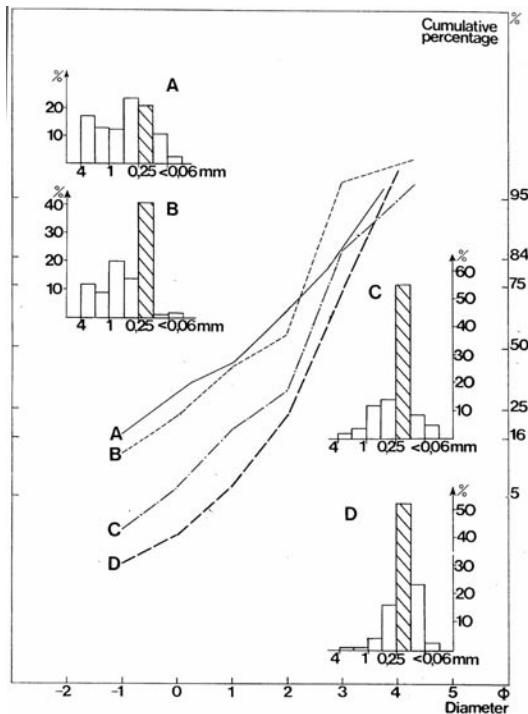 Cumulative percentage %
% A
20
10
4 1 0,25 <0,06mm
% B
40
30
20
10
4 1 0,25 <0,06mm
95
84
75
50
25
16
5
% C
60
50
40
30
20
10
4 1 0,25 <0,06mm
A
B
C
D
% D
50
40
30
20
10
4 1 0,25 <0,06mm
-2 -1 0 1 2 3 4 5 Φ
Diameter